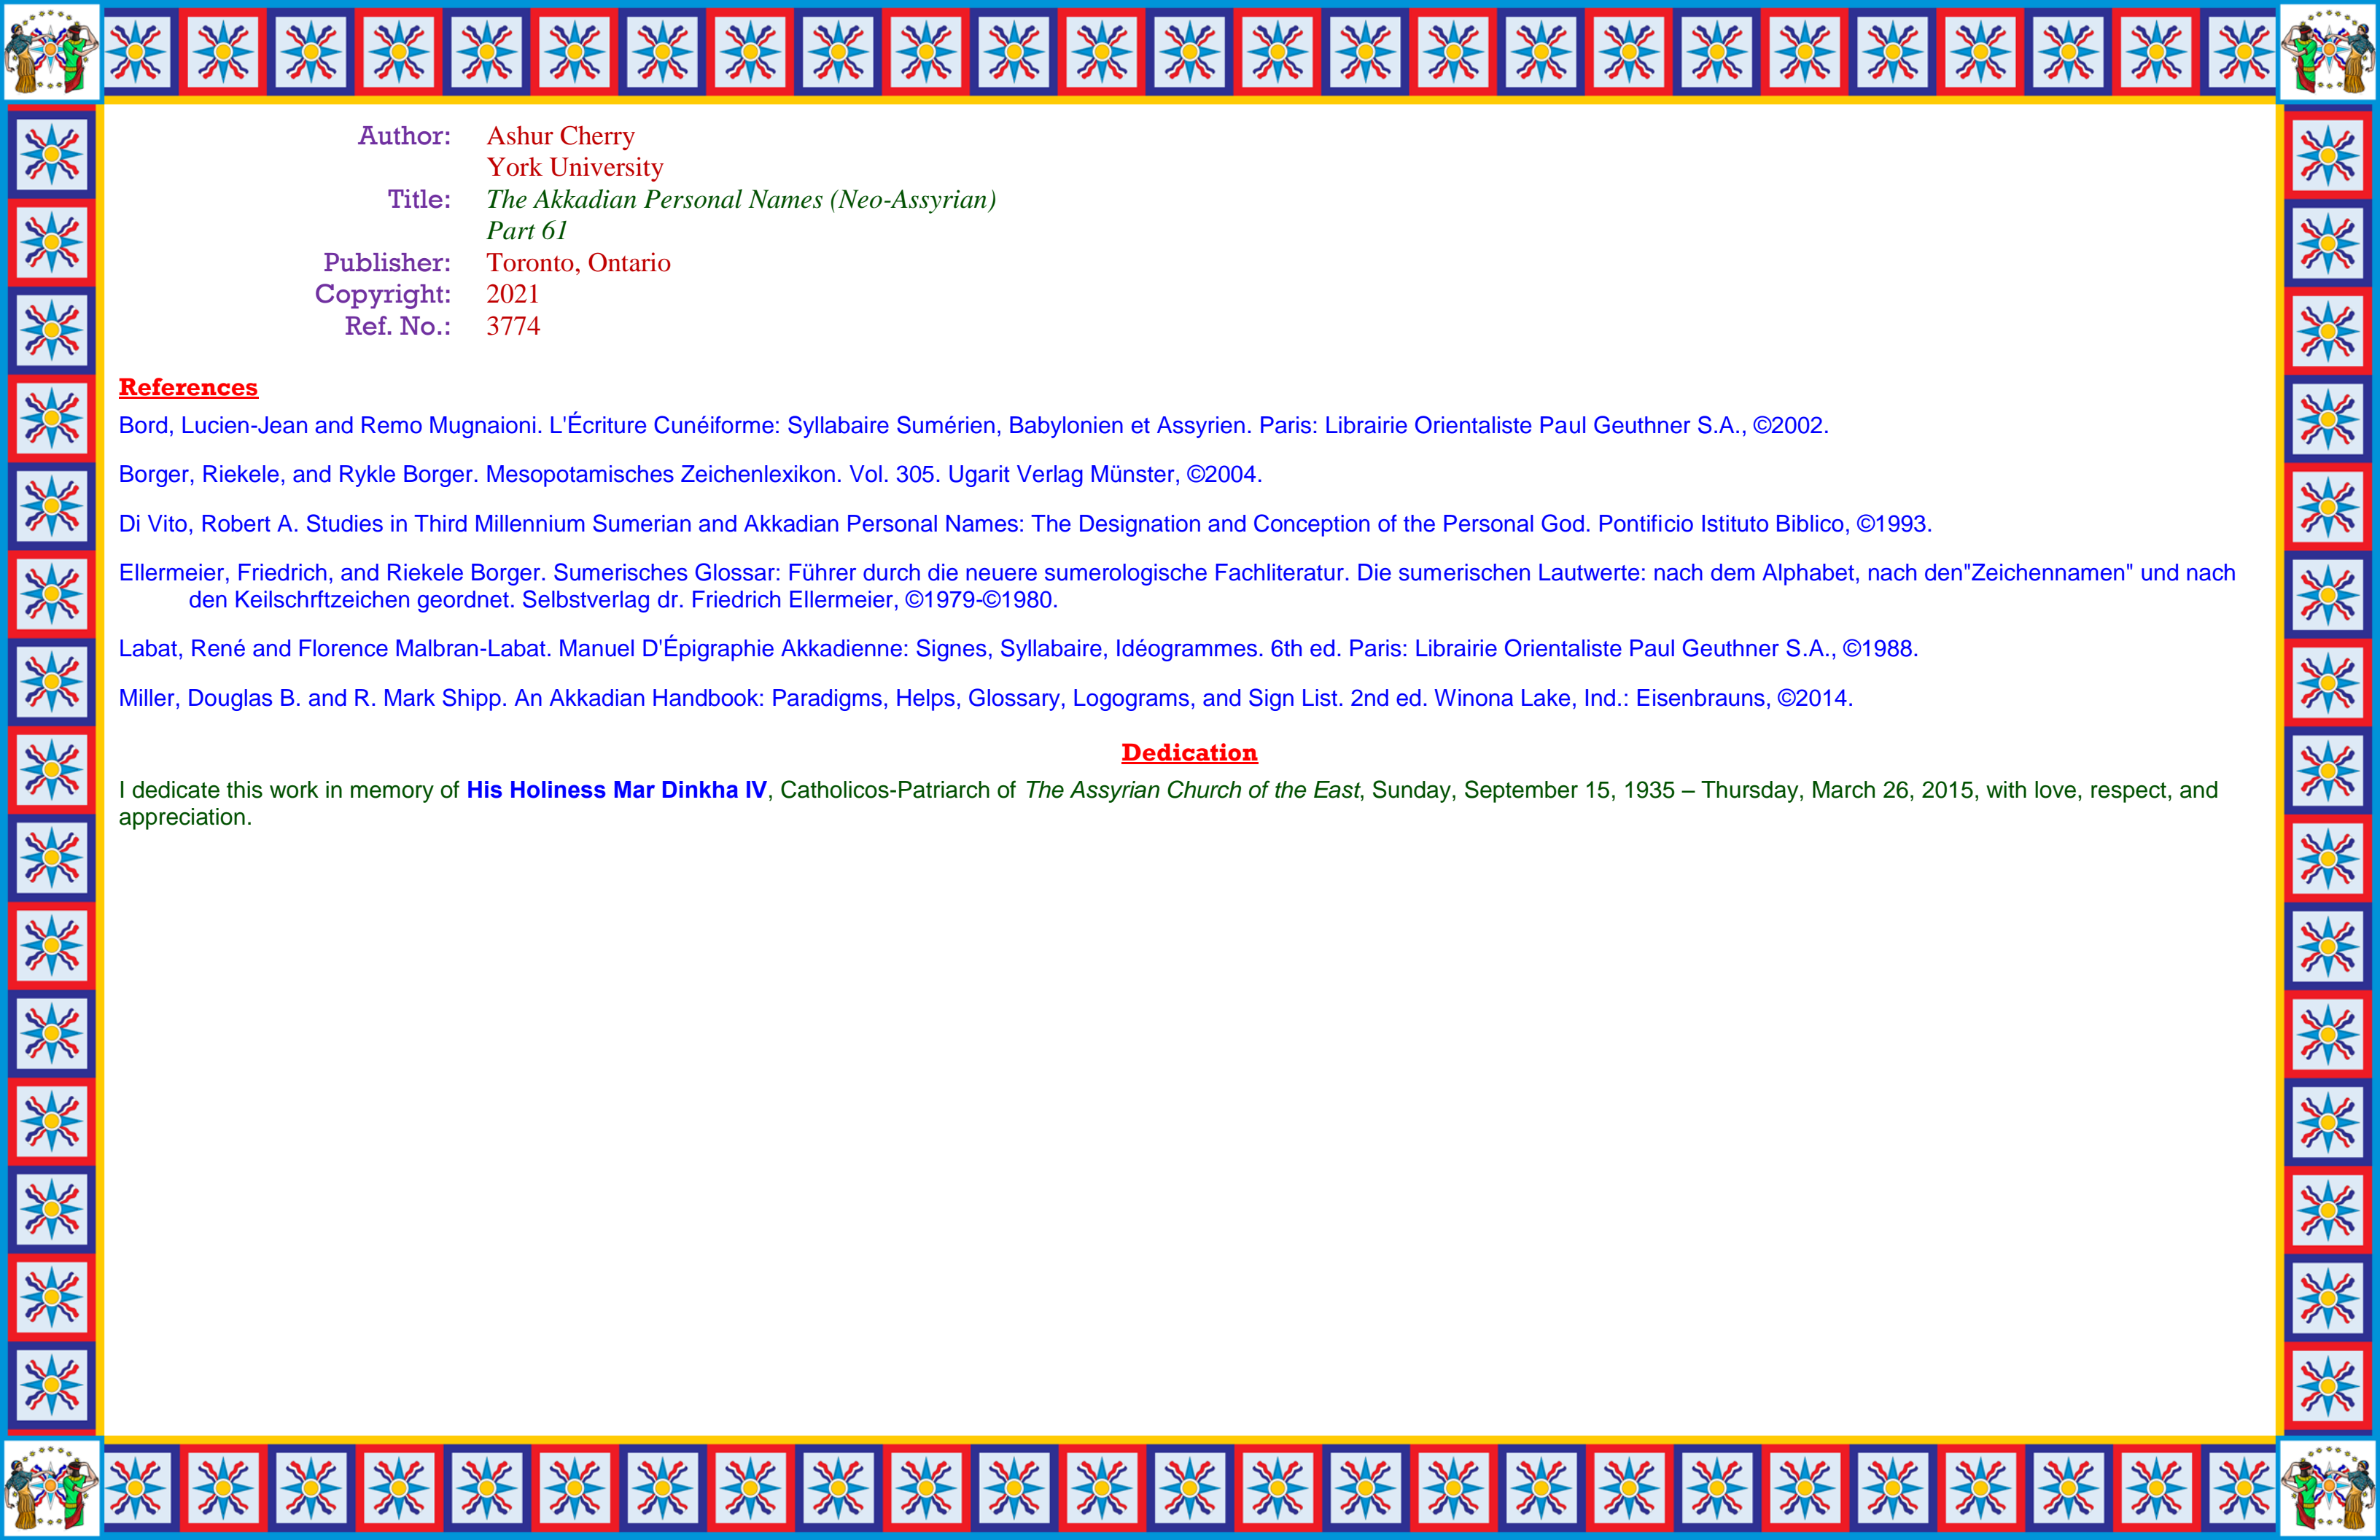 Author: Ashur Cherry
York University
Title: The Akkadian Personal Names (Neo-Assyrian)
Part 61
Publisher: Toronto, Ontario
Copyright: 2021
Ref. No.: 3774
References
Bord, Lucien-Jean and Remo Mugnaioni. L'Écriture Cunéiforme: Syllabaire Sumérien, Babylonien et Assyrien. Paris: Librairie Orientaliste Paul Geuthner S.A., ©2002.
Borger, Riekele, and Rykle Borger. Mesopotamisches Zeichenlexikon. Vol. 305. Ugarit Verlag Münster, ©2004.
Di Vito, Robert A. Studies in Third Millennium Sumerian and Akkadian Personal Names: The Designation and Conception of the Personal God. Pontificio Istituto Biblico, ©1993.
Ellermeier, Friedrich, and Riekele Borger. Sumerisches Glossar: Führer durch die neuere sumerologische Fachliteratur. Die sumerischen Lautwerte: nach dem Alphabet, nach den"Zeichennamen" und nach
den Keilschrftzeichen geordnet. Selbstverlag dr. Friedrich Ellermeier, ©1979-©1980.
Labat, René and Florence Malbran-Labat. Manuel D'Épigraphie Akkadienne: Signes, Syllabaire, Idéogrammes. 6th ed. Paris: Librairie Orientaliste Paul Geuthner S.A., ©1988.
Miller, Douglas B. and R. Mark Shipp. An Akkadian Handbook: Paradigms, Helps, Glossary, Logograms, and Sign List. 2nd ed. Winona Lake, Ind.: Eisenbrauns, ©2014.
Dedication
I dedicate this work in memory of His Holiness Mar Dinkha IV, Catholicos-Patriarch of The Assyrian Church of the East, Sunday, September 15, 1935 – Thursday, March 26, 2015, with love, respect, and
appreciation.